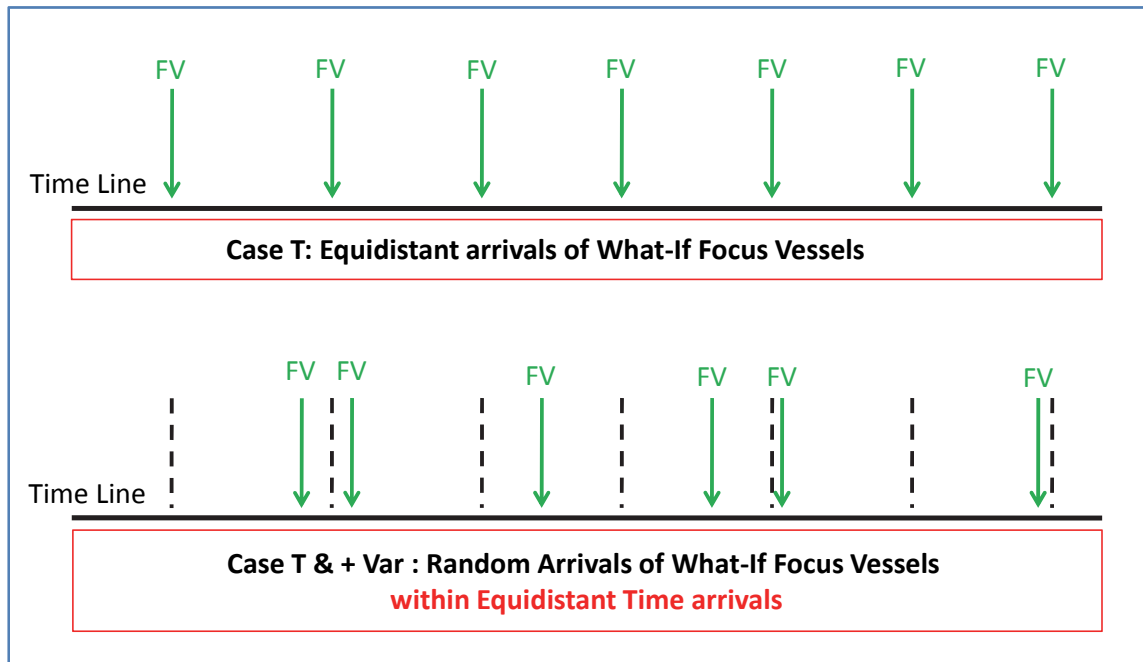 FV FV FV FV FV FV FV
Time Line
Case T: Equidistant arrivals of What-If Focus Vessels
FV FV FV FV FV FV
Time Line
Case T & + Var : Random Arrivals of What-If Focus Vessels
within Equidistant Time arrivals